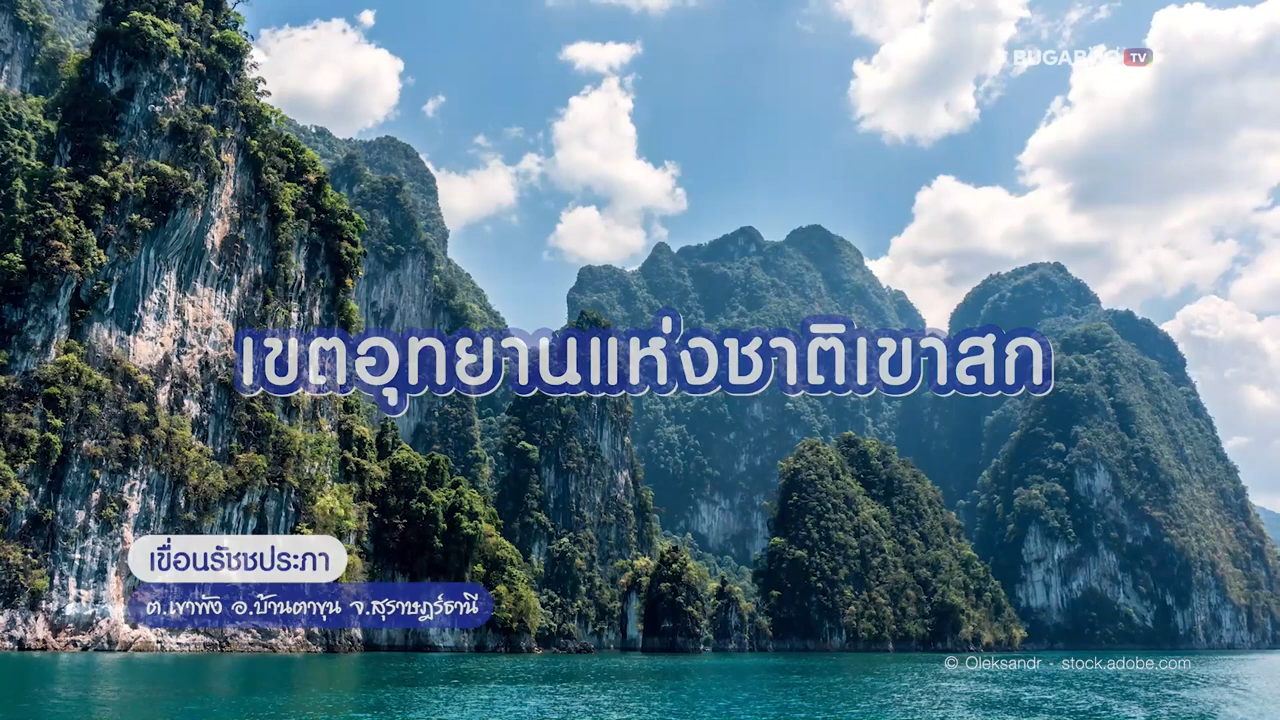 BUGABOO TV
เขตอุทยานแห่งชาติเขาสก
เขื่อนรัชชประภา
ต.เขาพัง อ.บ้านตาขุน จ.สุราษฎร์ธานี
© Oleksandr - stock.adobe.com